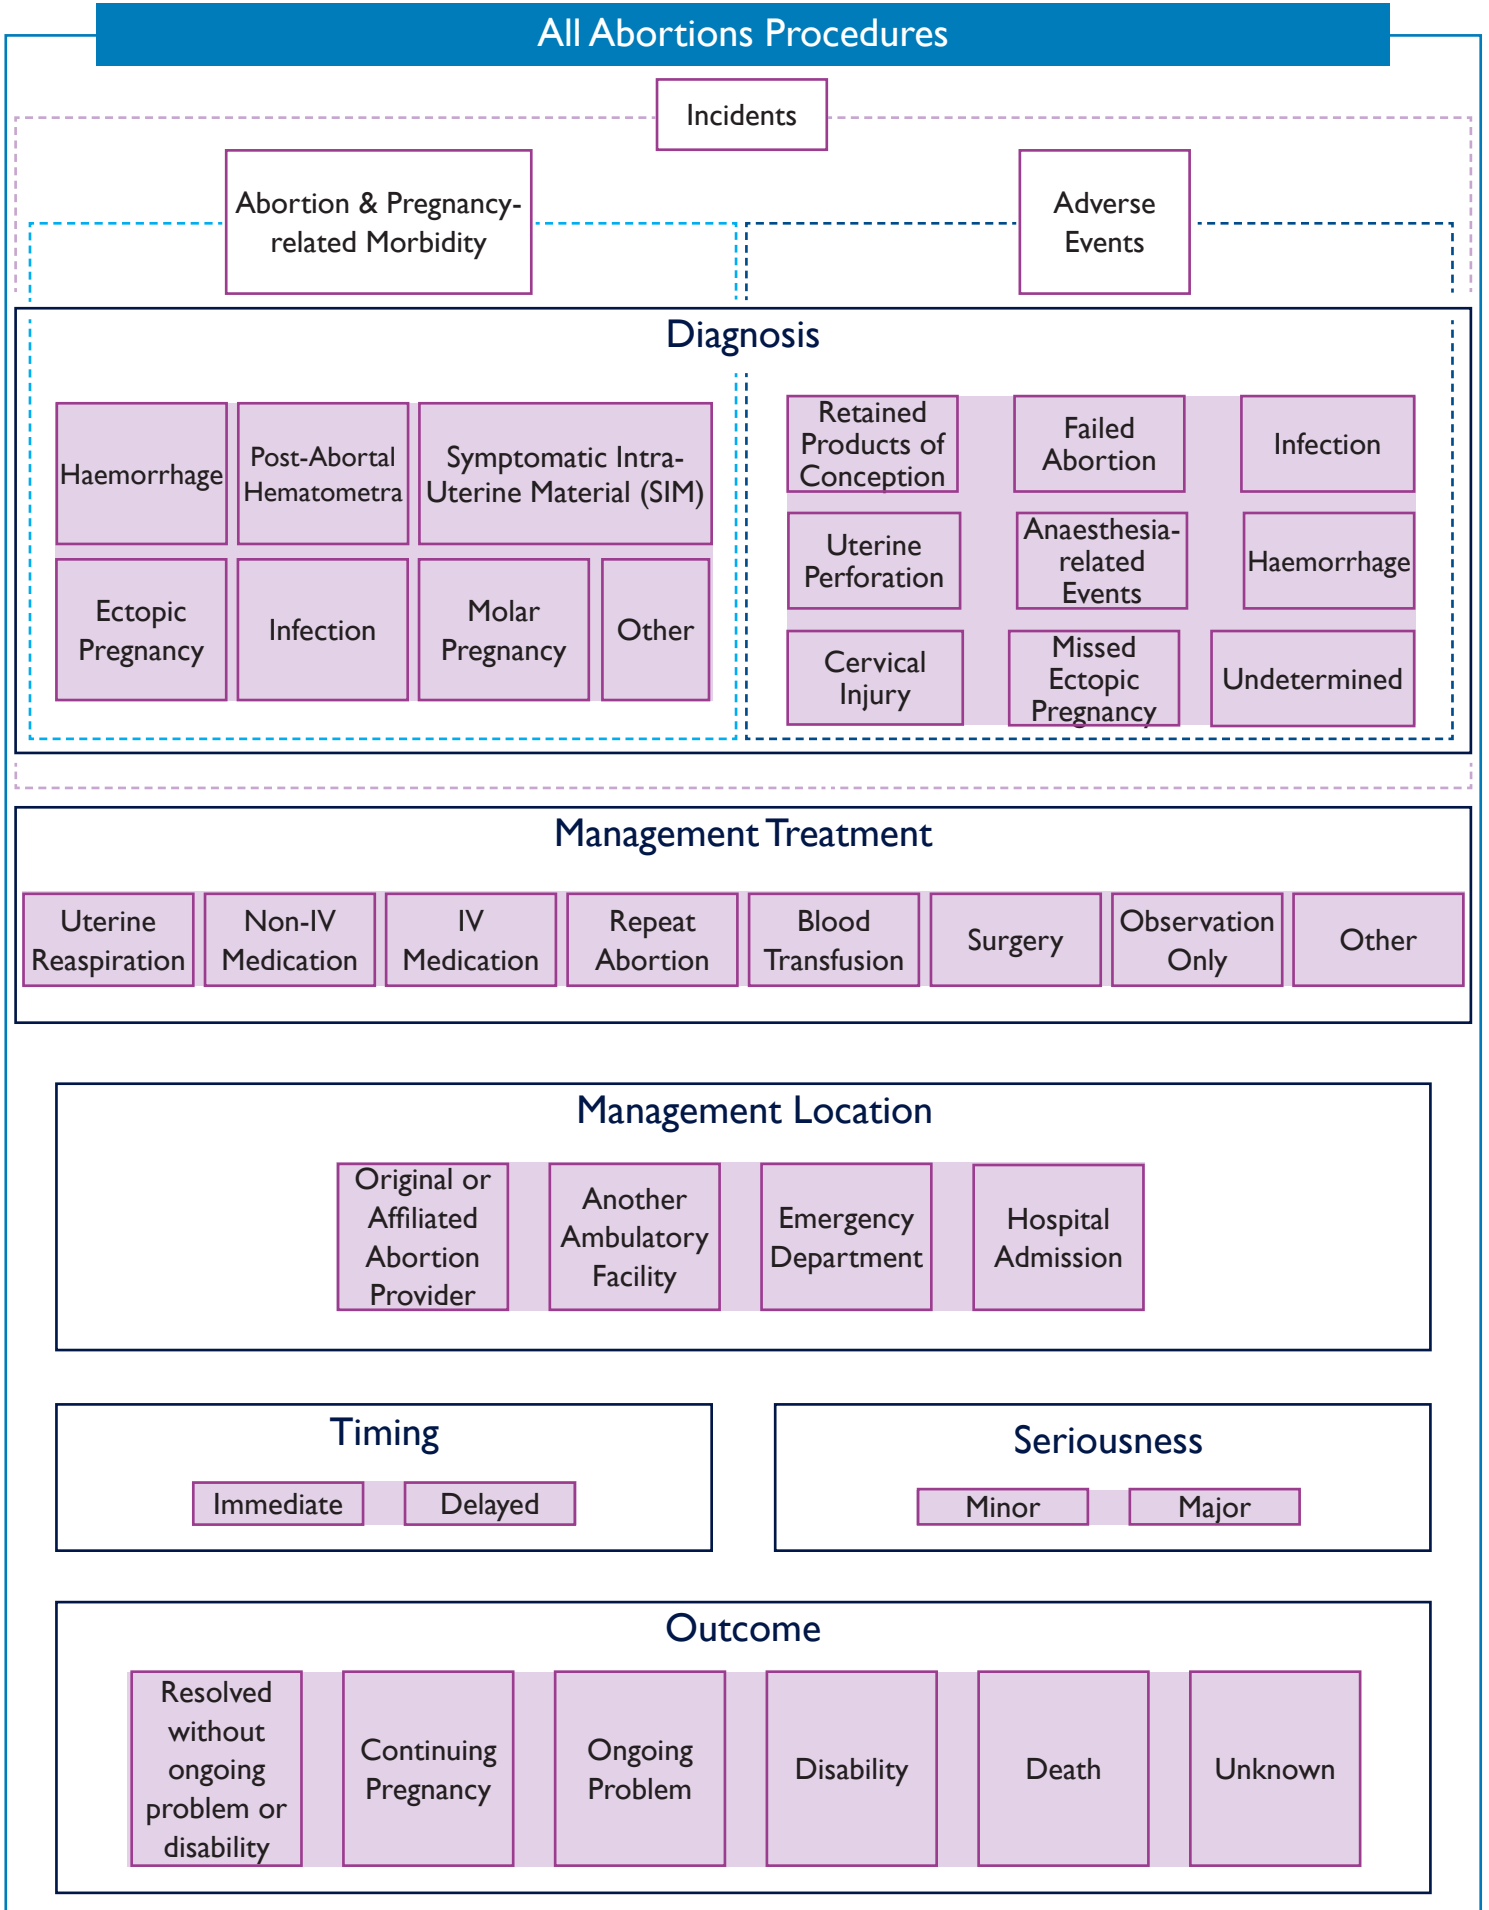 All Abortions Procedures
Incidents
Abortion & Pregnancy-
related Morbidity
Adverse
Events
Diagnosis
Haemorrhage
Post-Abortal
Hematometra
Symptomatic Intra-
Uterine Material (SIM)
Ectopic
Pregnancy
Infection
Molar
Pregnancy
Other
Retained
Products of
Conception
Failed
Abortion
Infection
Uterine
Perforation
Anaesthesia-
related
Events
Haemorrhage
Cervical
Injury
Missed
Ectopic
Pregnancy
Undetermined
Management Treatment
Uterine
Reaspiration
Non-IV
Medication
IV
Medication
Repeat
Abortion
Blood
Transfusion
Surgery
Observation
Only
Other
Management Location
Original or
Affiliated
Abortion
Provider
Another
Ambulatory
Facility
Emergency
Department
Hospital
Admission
Timing
Immediate
Delayed
Seriousness
Minor
Major
Outcome
Resolved
without
ongoing
problem or
disability
Continuing
Pregnancy
Ongoing
Problem
Disability
Death
Unknown